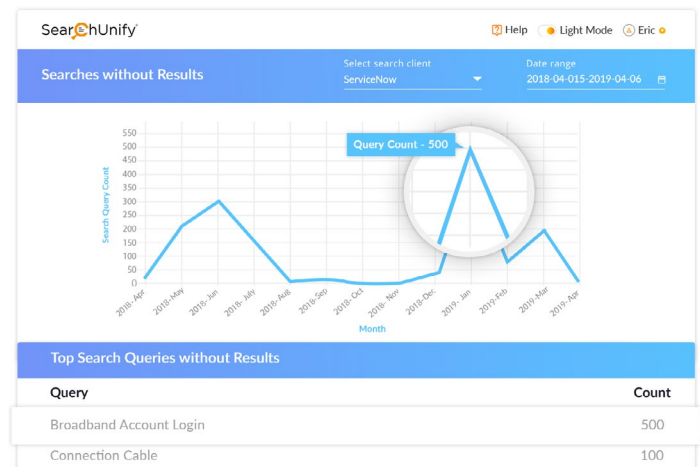 SearchUnify
Help
Light Mode
Eric
Searches without Results
Select search client
ServiceNow
Date range
2018-04-015-2019-04-06
550
500
450
400
350
300
250
200
150
100
50
0
Search Query Count
Query Count - 500
2018-Apr
2018-May
2018-Jun
2018-July
2018-Aug
2018-Sep
2018-Oct
2018-Nov
2018-Dec
2019-Jan
2019-Feb
2019-Mar
2019-Apr
Month
Top Search Queries without Results
Query Count
Broadband Account Login 500
Connection Cable 100